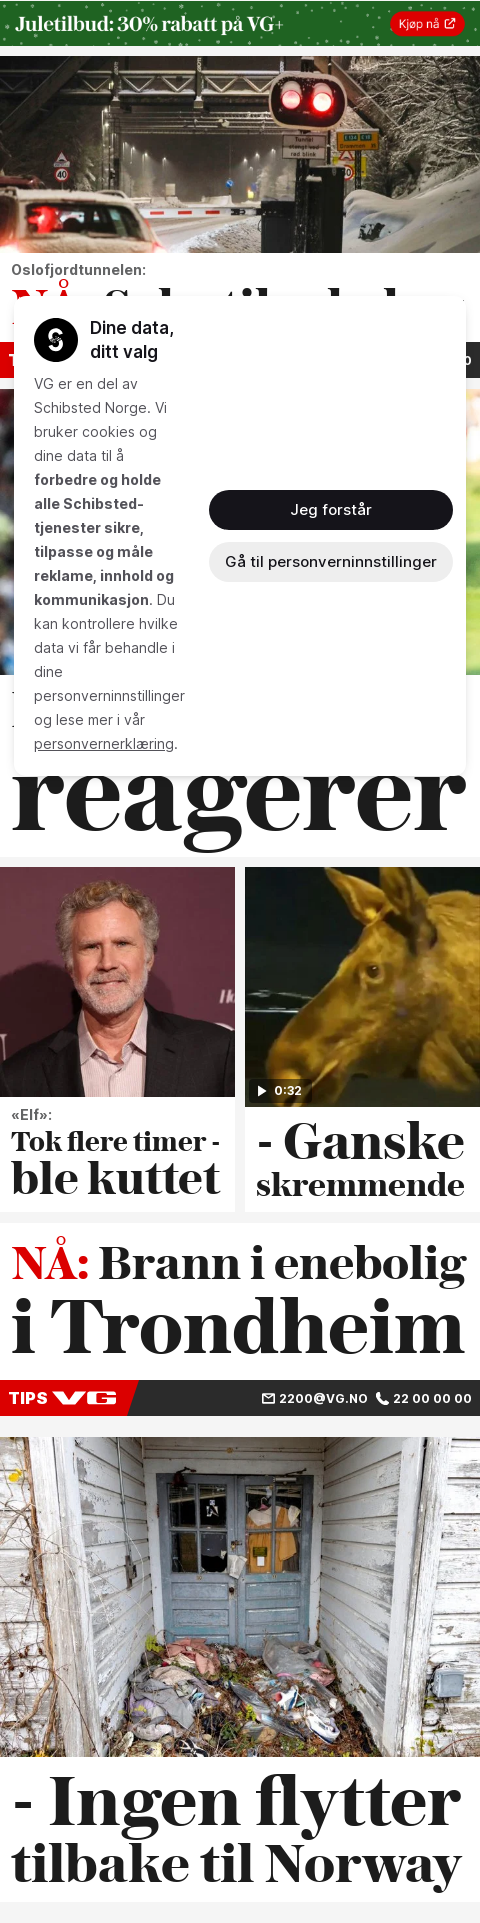 Juletilbud: 30% rabatt på VG+
Kjøp nå
40
Oslofjordtunnelen:
NÅ:
Dine data,
ditt valg
VG er en del av
Schibsted Norge. Vi
bruker cookies og
dine data til å
forbedre og holde
alle Schibsted-
tjenester sikre,
tilpasse og måle
reklame, innhold og
kommunikasjon. Du
kan kontrollere hvilke
data vi får behandle i
dine
personverninnstillinger
og lese mer i vår
personvernerklæring.
Jeg forstår
Gå til personverninnstillinger
reagerer
0:32
«Elf»:
Tok flere timer -
ble kuttet
- Ganske
skremmende
NÅ: Brann i enebolig
i Trondheim
TIPS VG
2200@VG.NO
22 00 00 00
- Ingen flytter
tilbake til Norway